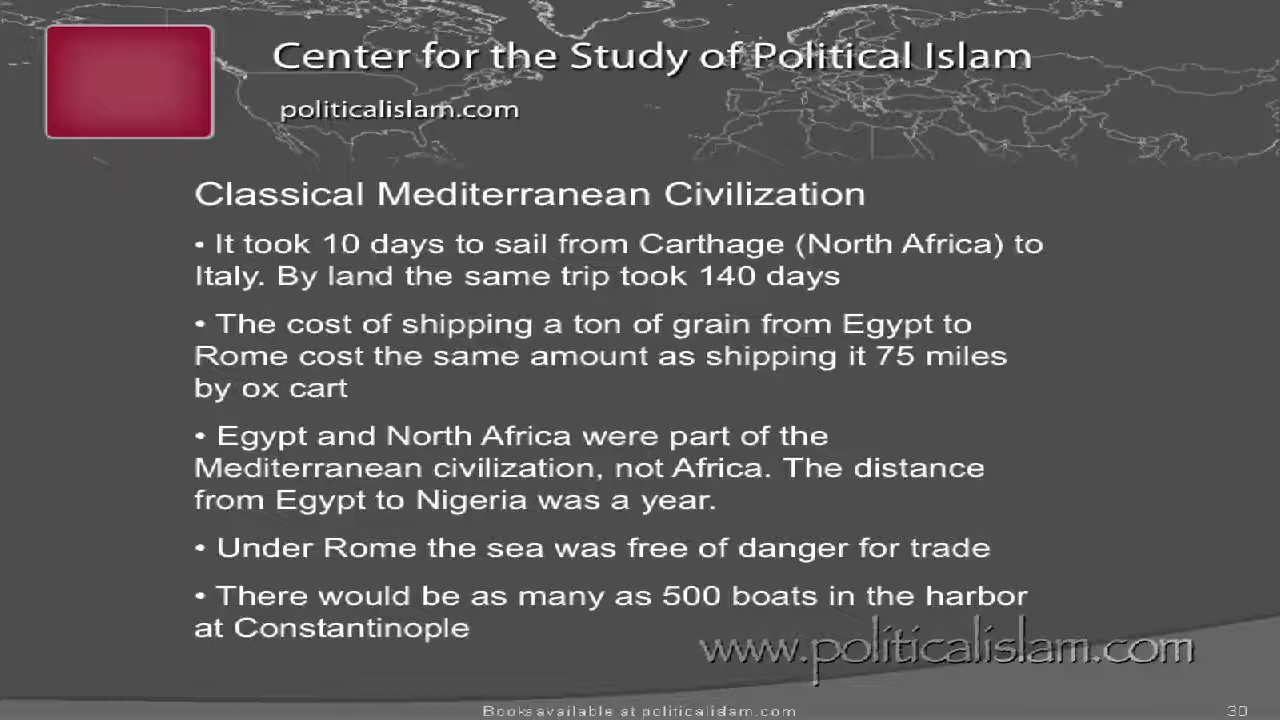 Center for the Study of Political Islam
politicalislam.com
Classical Mediterranean Civilization
• It took 10 days to sail from Carthage (North Africa) to
Italy. By land the same trip took 140 days
• The cost of shipping a ton of grain from Egypt to
Rome cost the same amount as shipping it 75 miles
by ox cart
• Egypt and North Africa were part of the
Mediterranean civilization, not Africa. The distance
from Egypt to Nigeria was a year.
• Under Rome the sea was free of danger for trade
• There would be as many as 500 boats in the harbor
at Constantinople
www.politicalislam.com
Books available at politicalislam.com
30